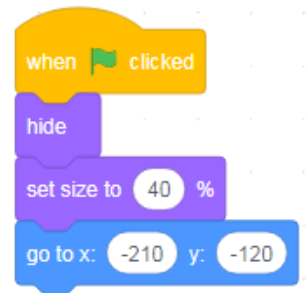 when clicked
hide
set size to 40 %
go to x: -210 y: -120